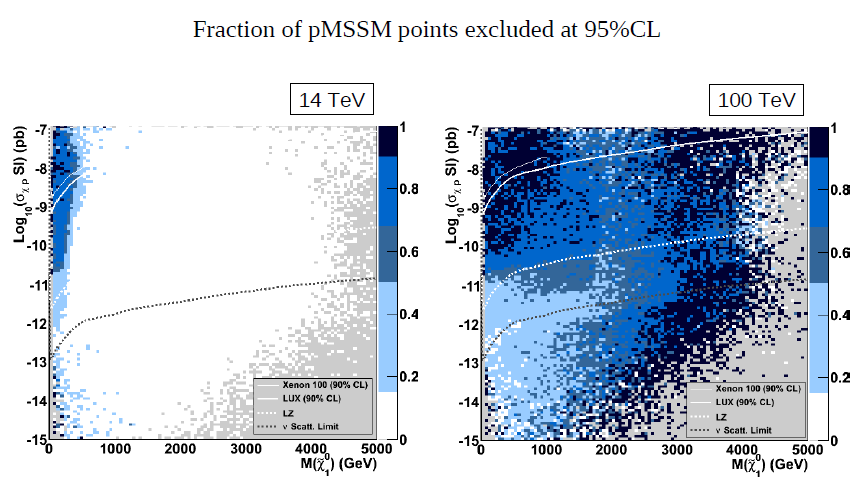 Fraction of pMSSM points excluded at 95%CL
14 TeV
Log10(σχ p SI) (pb)
-7
-8
-9
-10
-11
-12
-13
-14
-15
0 1000 2000 3000 4000 5000
M(χ̃⁰₁) (GeV)
1
0.8
0.6
0.4
0.2
0
Xenon 100 (90% CL)
LUX (90% CL)
LZ
ν Scatt. Limit
100 TeV
Log10(σχ p SI) (pb)
-7
-8
-9
-10
-11
-12
-13
-14
-15
0 1000 2000 3000 4000 5000
M(χ̃⁰₁) (GeV)
1
0.8
0.6
0.4
0.2
0
Xenon 100 (90% CL)
LUX (90% CL)
LZ
ν Scatt. Limit